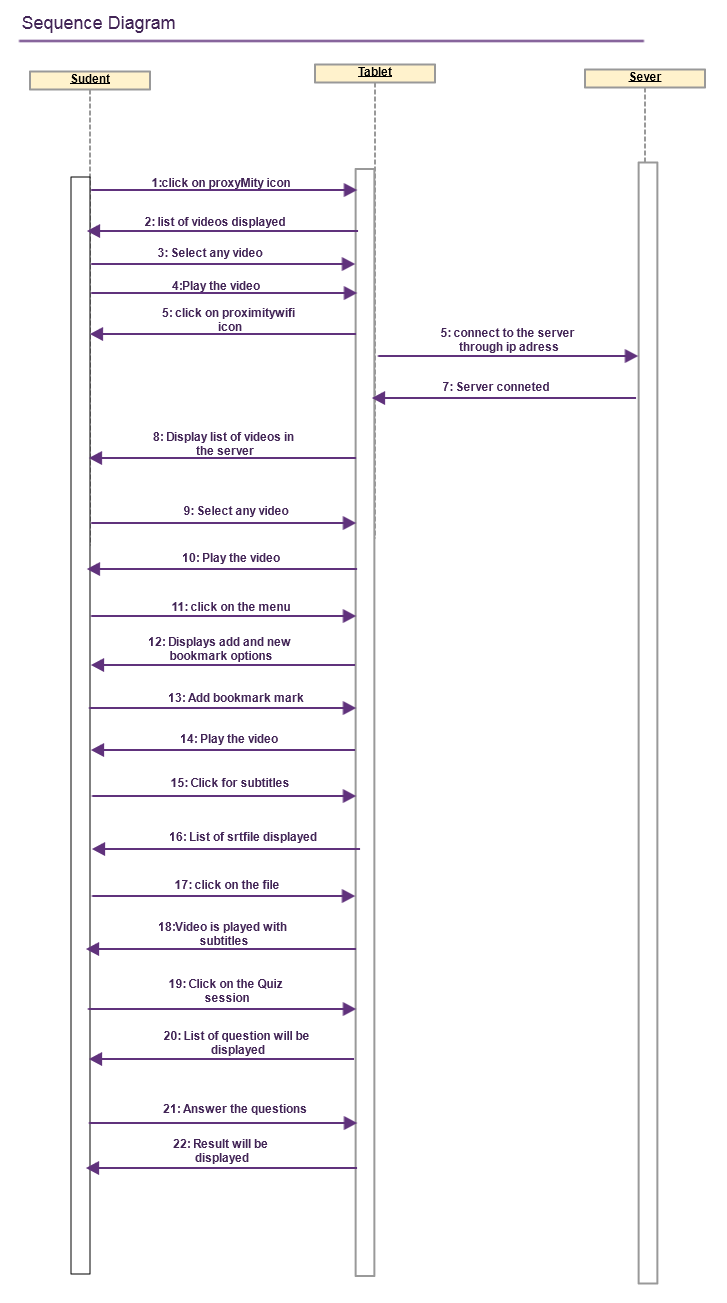 Sequence Diagram
Sudent
Tablet
Sever
1:click on proxyMity icon
2: list of videos displayed
3: Select any video
4:Play the video
5: click on proximitywifi
icon
5: connect to the server
through ip adress
7: Server conneted
8: Display list of videos in
the server
9: Select any video
10: Play the video
11: click on the menu
12: Displays add and new
bookmark options
13: Add bookmark mark
14: Play the video
15: Click for subtitles
16: List of srtfile displayed
17: click on the file
18:Video is played with
subtitles
19: Click on the Quiz
session
20: List of question will be
displayed
21: Answer the questions
22: Result will be
displayed